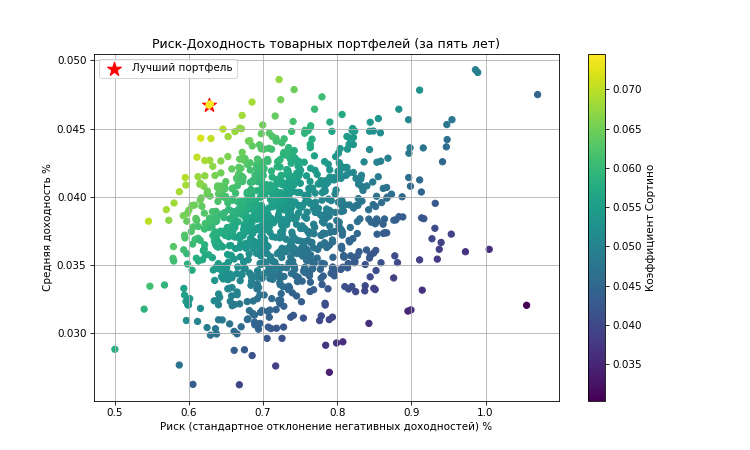 Риск-Доходность товарных портфелей (за пять лет)
Лучший портфель
Средняя доходность %
0.050
0.045
0.040
0.035
0.030
0.5 0.6 0.7 0.8 0.9 1.0
Риск (стандартное отклонение негативных доходностей) %
0.070
0.065
0.060
0.055
0.050
0.045
0.040
0.035
Коэффициент Сортино